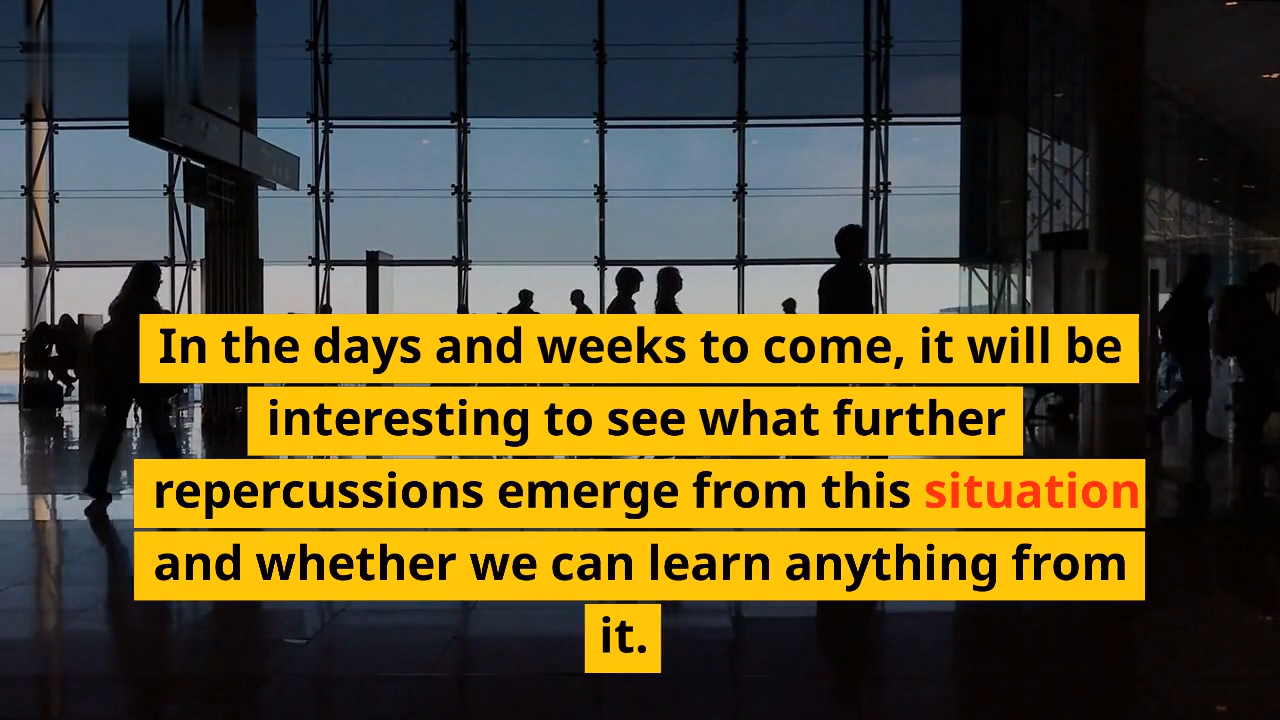 In the days and weeks to come, it will be
interesting to see what further
repercussions emerge from this situation
and whether we can learn anything from
it.